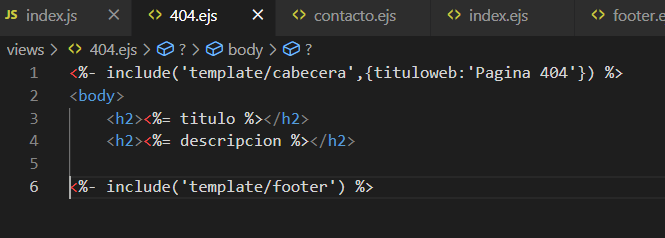 JS index.js 404.ejs × contacto.ejs index.ejs footer.e
views > <> 404.ejs > ? > body > ?
1 <%- include('template/cabecera',{tituloweb:'Pagina 404'}) %>
2 <body>
3 <h2><%= titulo %></h2>
4 <h2><%= descripcion %></h2>
5
6 <%- include('template/footer') %>